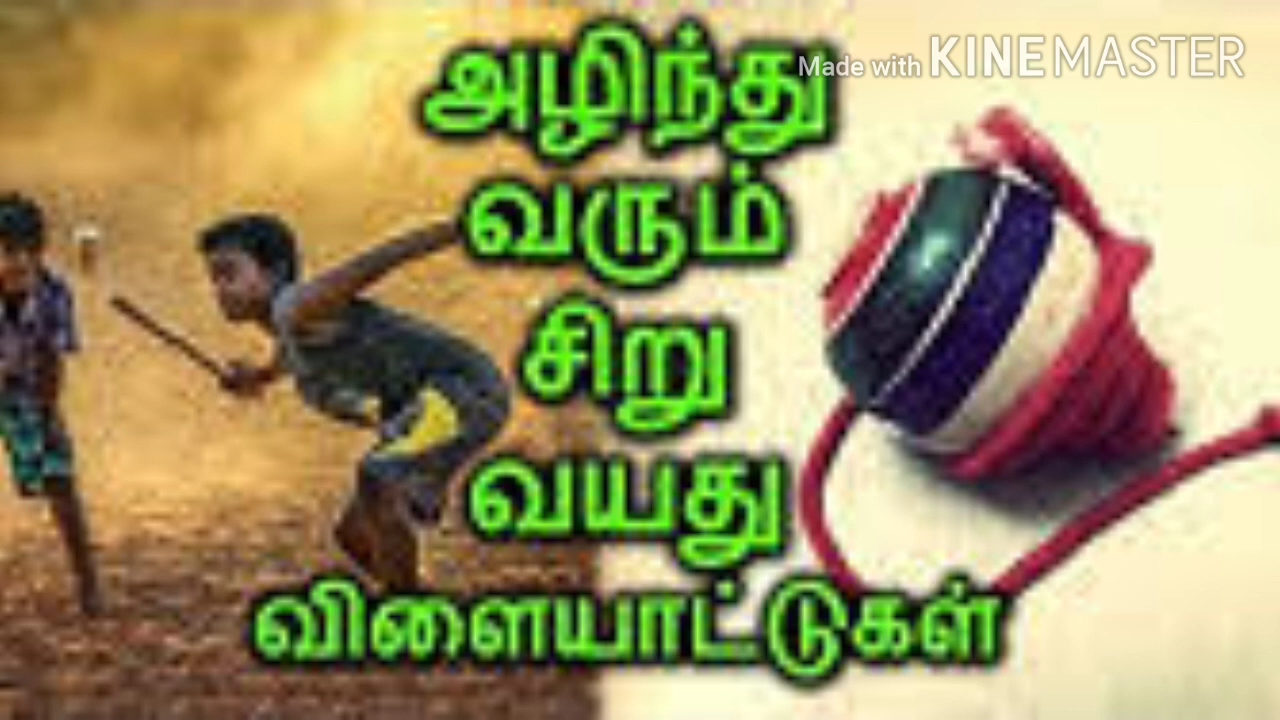 Made with KINEMASTER
அழிந்து
வரும்
சிறு
வயது
விளையாட்டுகள்